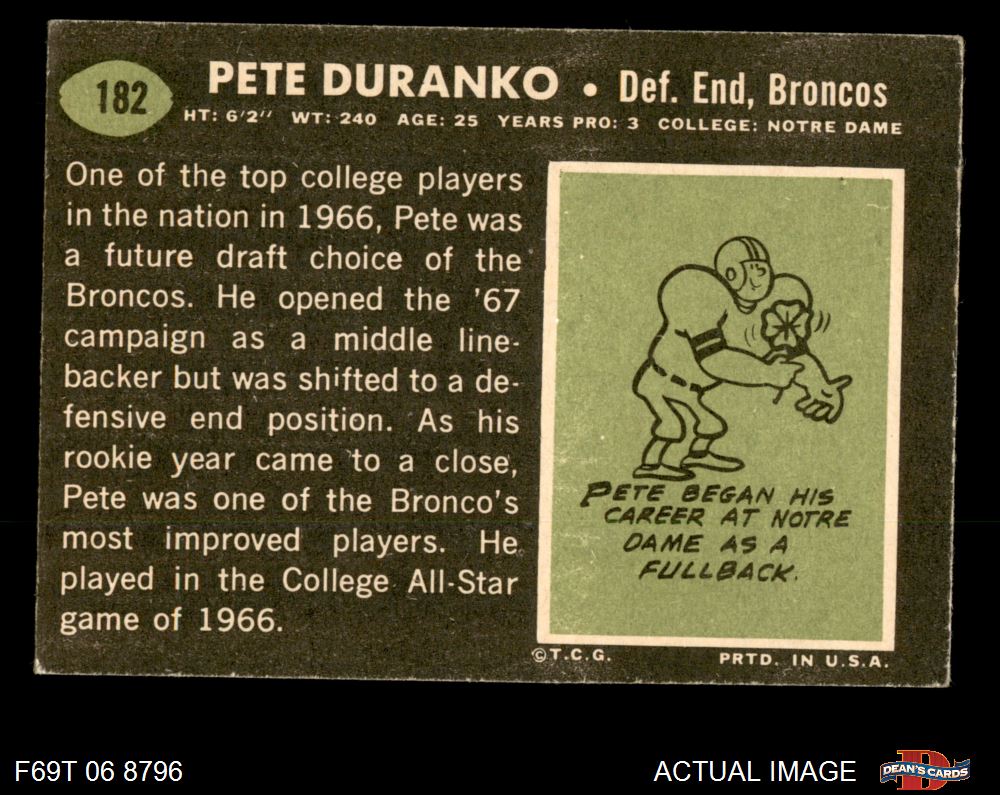 182
PETE DURANKO • Def. End, Broncos
HT: 6'2'' WT: 240 AGE: 25 YEARS PRO: 3 COLLEGE: NOTRE DAME
One of the top college players
in the nation in 1966, Pete was
a future draft choice of the
Broncos. He opened the '67
campaign as a middle line-
backer but was shifted to a de-
fensive end position. As his
rookie year came to a close,
Pete was one of the Bronco's
most improved players. He
played in the College All-Star
game of 1966.
PETE BEGAN HIS
CAREER AT NOTRE
DAME AS A
FULLBACK.
©T.C.G. PRTD. IN U.S.A.
F69T 06 8796
ACTUAL IMAGE
D
DEAN'S CARDS